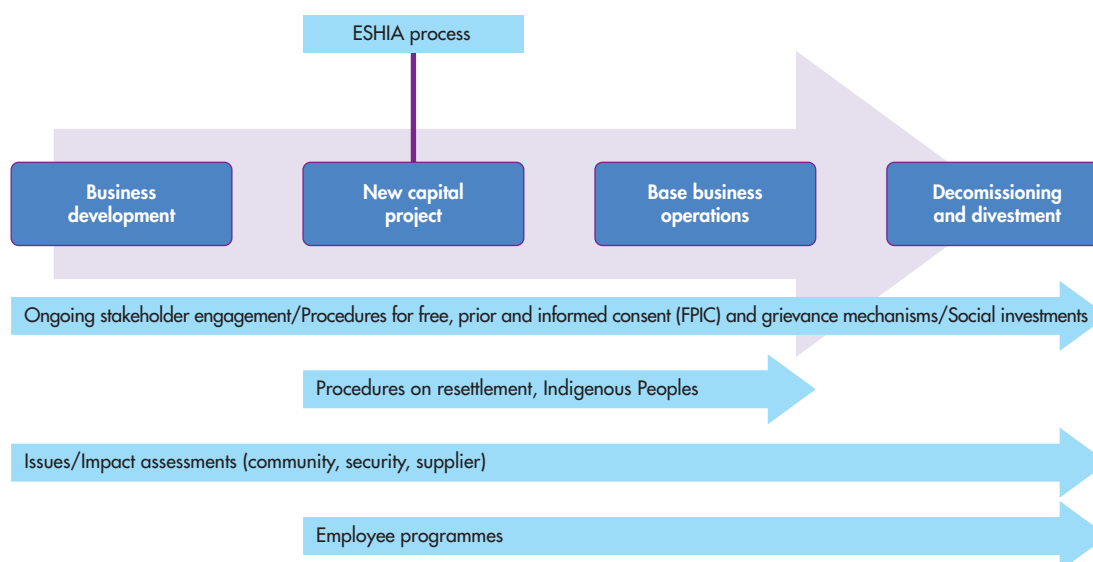 ESHIA process
Business
development
New capital
project
Base business
operations
Decomissioning
and divestment
Ongoing stakeholder engagement/Procedures for free, prior and informed consent (FPIC) and grievance mechanisms/Social investments
Procedures on resettlement, Indigenous Peoples
Issues/Impact assessments (community, security, supplier)
Employee programmes